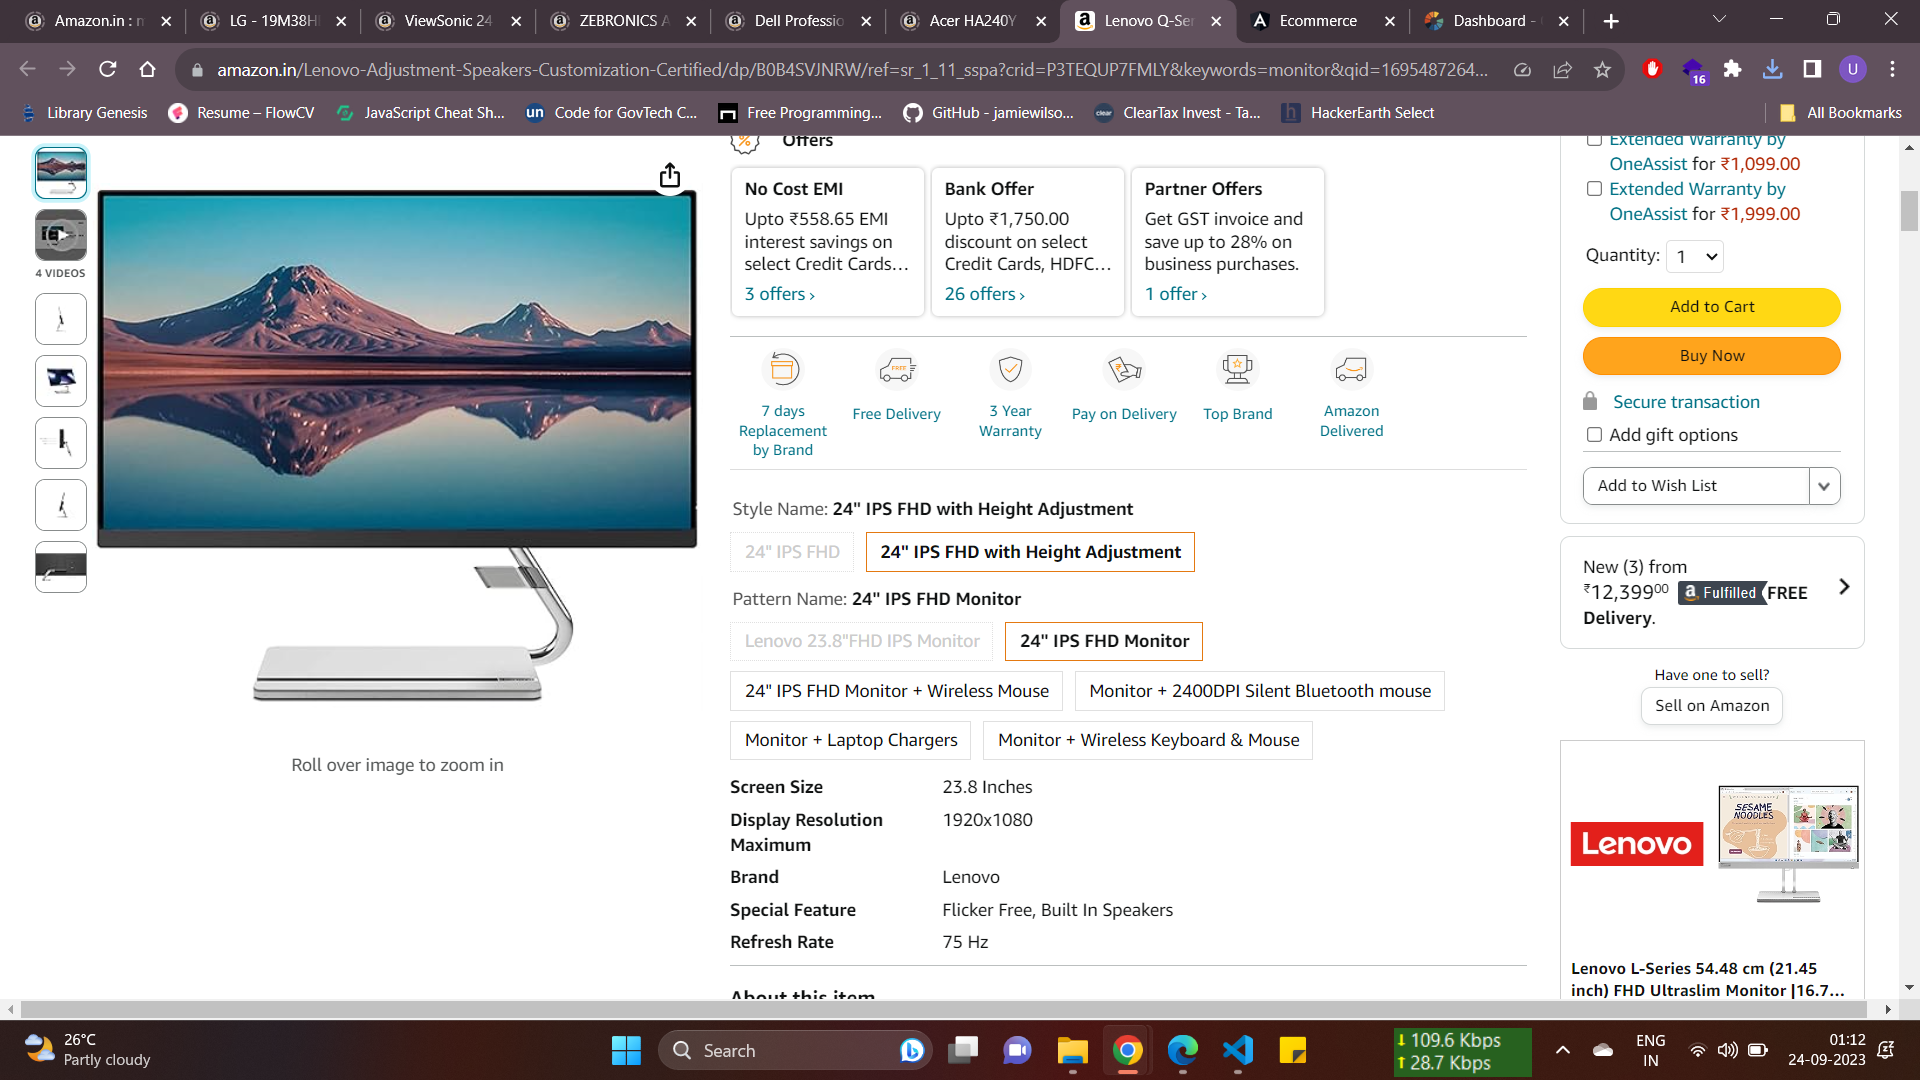 Amazon.in : m
LG - 19M38H
ViewSonic 24
ZEBRONICS A
Dell Professio
Acer HA240Y
Lenovo Q-Ser
Ecommerce
Dashboard -
amazon.in/Lenovo-Adjustment-Speakers-Customization-Certified/dp/B0B4SVJNRW/ref=sr_1_11_sspa?crid=P3TEQUP7FMLY&keywords=monitor&qid=1695487264...
16
U
Library Genesis
Resume – FlowCV
JavaScript Cheat Sh...
un
Code for GovTech C...
Free Programming...
GitHub - jamiewilso...
clear
ClearTax Invest - Ta...
h
HackerEarth Select
All Bookmarks
4 VIDEOS
Roll over image to zoom in
% Offers
No Cost EMI
Upto ₹558.65 EMI
interest savings on
select Credit Cards...
3 offers ›
Bank Offer
Upto ₹1,750.00
discount on select
Credit Cards, HDFC...
26 offers ›
Partner Offers
Get GST invoice and
save up to 28% on
business purchases.
1 offer ›
7 days
Replacement
by Brand
FREE
Free Delivery
3 Year
Warranty
Pay on Delivery
Top Brand
Amazon
Delivered
Style Name: 24" IPS FHD with Height Adjustment
24" IPS FHD
24" IPS FHD with Height Adjustment
Pattern Name: 24" IPS FHD Monitor
Lenovo 23.8"FHD IPS Monitor
24" IPS FHD Monitor
24" IPS FHD Monitor + Wireless Mouse
Monitor + 2400DPI Silent Bluetooth mouse
Monitor + Laptop Chargers
Monitor + Wireless Keyboard & Mouse
Screen Size 23.8 Inches
Display Resolution 1920x1080
Maximum
Brand Lenovo
Special Feature Flicker Free, Built In Speakers
Refresh Rate 75 Hz
About this item
Extended Warranty by
OneAssist for ₹1,099.00
Extended Warranty by
OneAssist for ₹1,999.00
Quantity: 1
Add to Cart
Buy Now
Secure transaction
Add gift options
Add to Wish List
New (3) from
₹12,399⁰⁰ a Fulfilled FREE
Delivery.
Have one to sell?
Sell on Amazon
Lenovo
SESAME
NOODLES
Lenovo L-Series 54.48 cm (21.45
inch) FHD Ultraslim Monitor |16.7...
26°C
Partly cloudy
Search
109.6 Kbps
28.7 Kbps
ENG
IN
01:12
24-09-2023